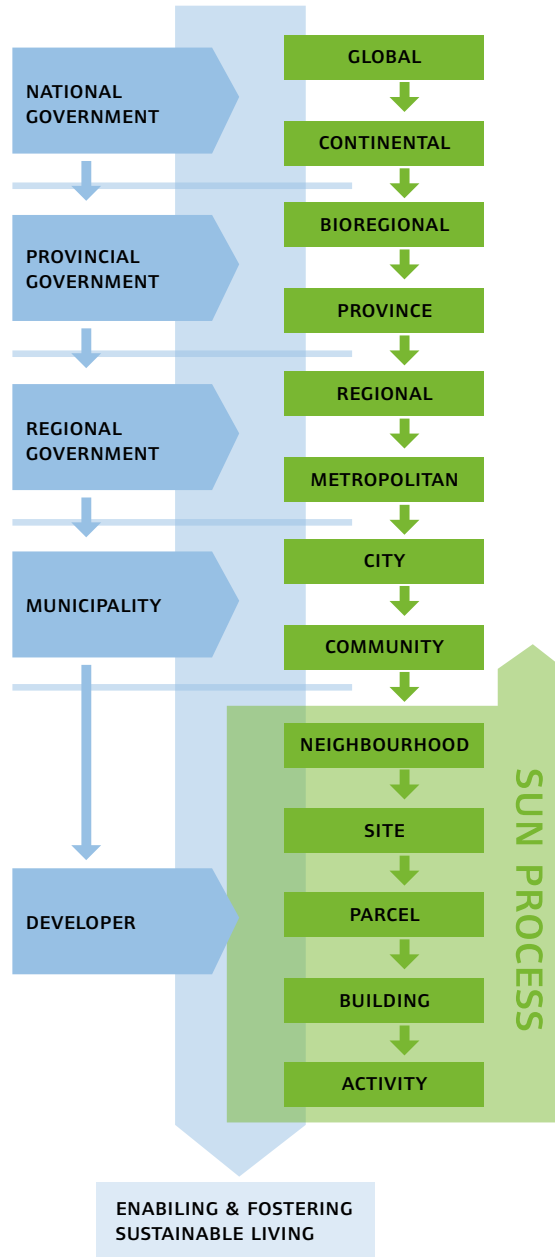 NATIONAL
GOVERNMENT
PROVINCIAL
GOVERNMENT
REGIONAL
GOVERNMENT
MUNICIPALITY
DEVELOPER
GLOBAL
CONTINENTAL
BIOREGIONAL
PROVINCE
REGIONAL
METROPOLITAN
CITY
COMMUNITY
NEIGHBOURHOOD
SITE
PARCEL
BUILDING
ACTIVITY
SUN PROCESS
ENABILING & FOSTERING
SUSTAINABLE LIVING